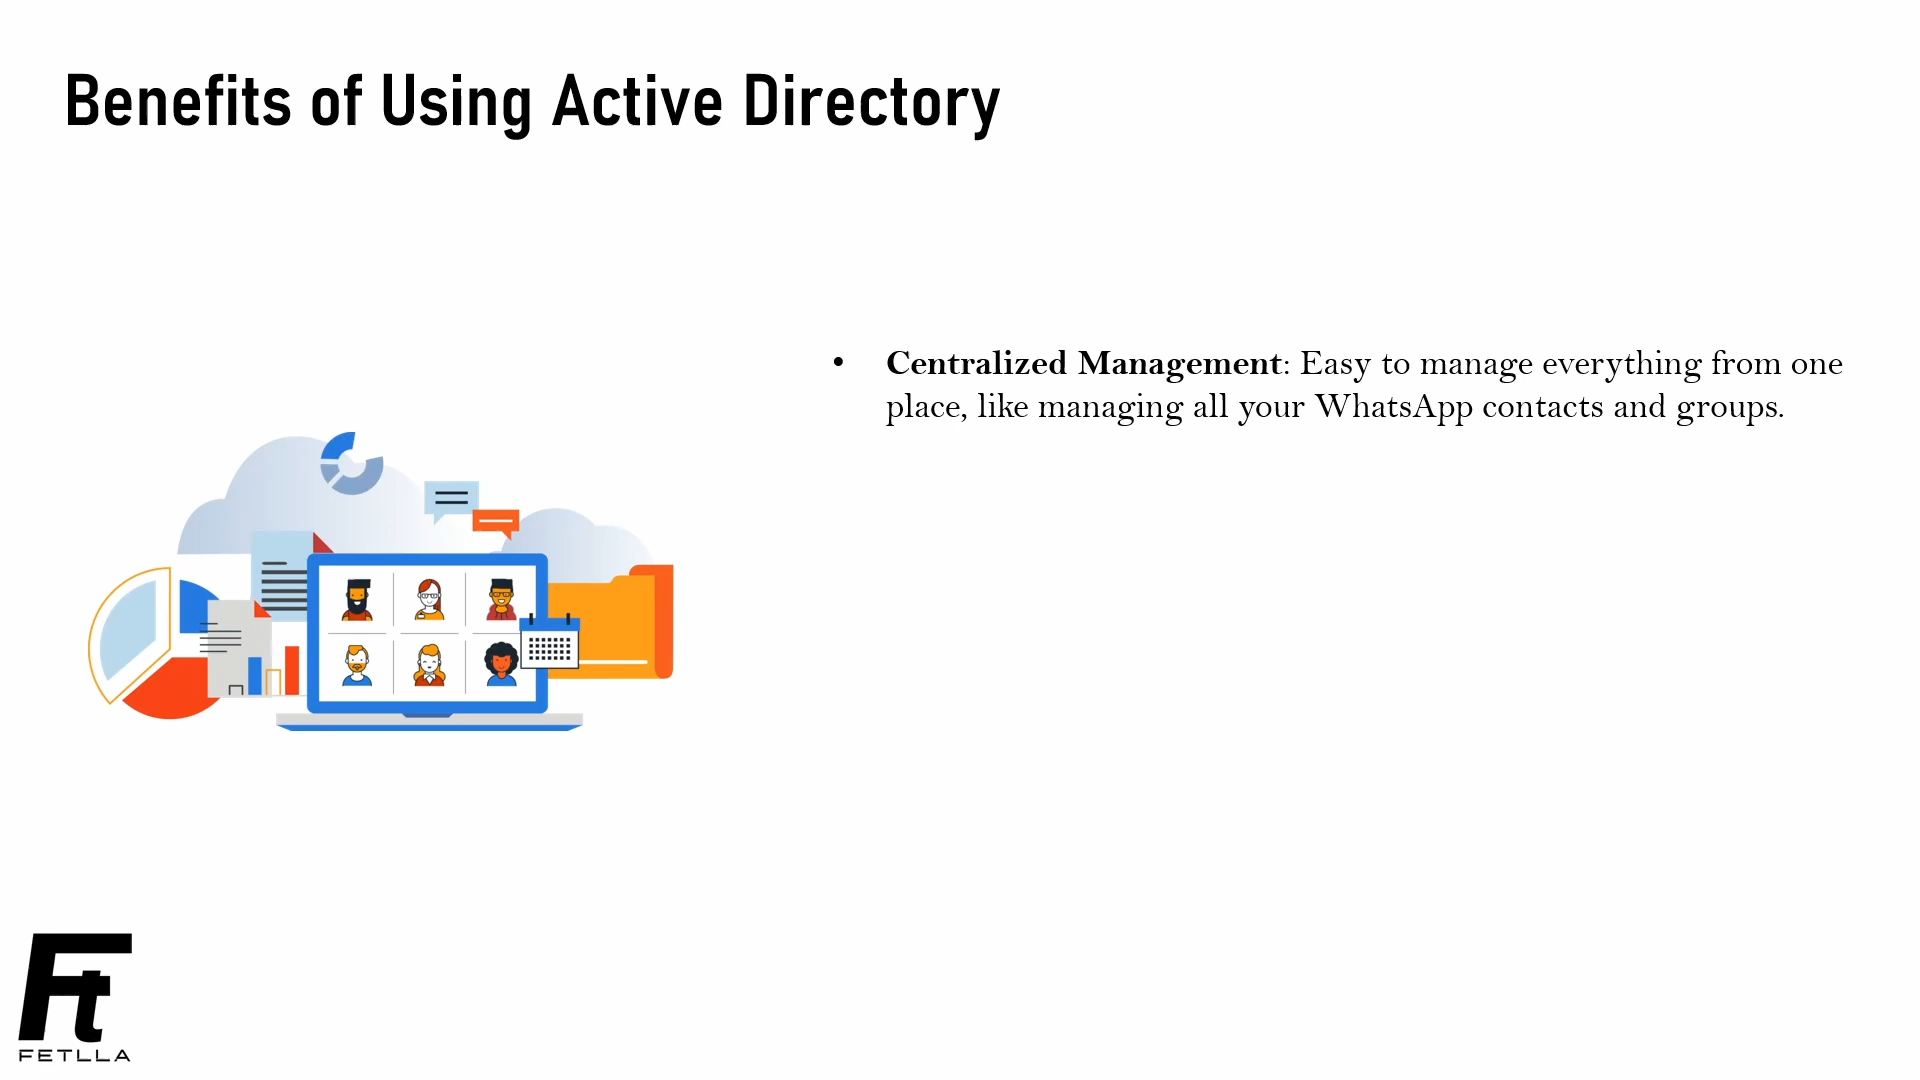 Benefits of Using Active Directory
• Centralized Management: Easy to manage everything from one
place, like managing all your WhatsApp contacts and groups.
Ft
FETLLA